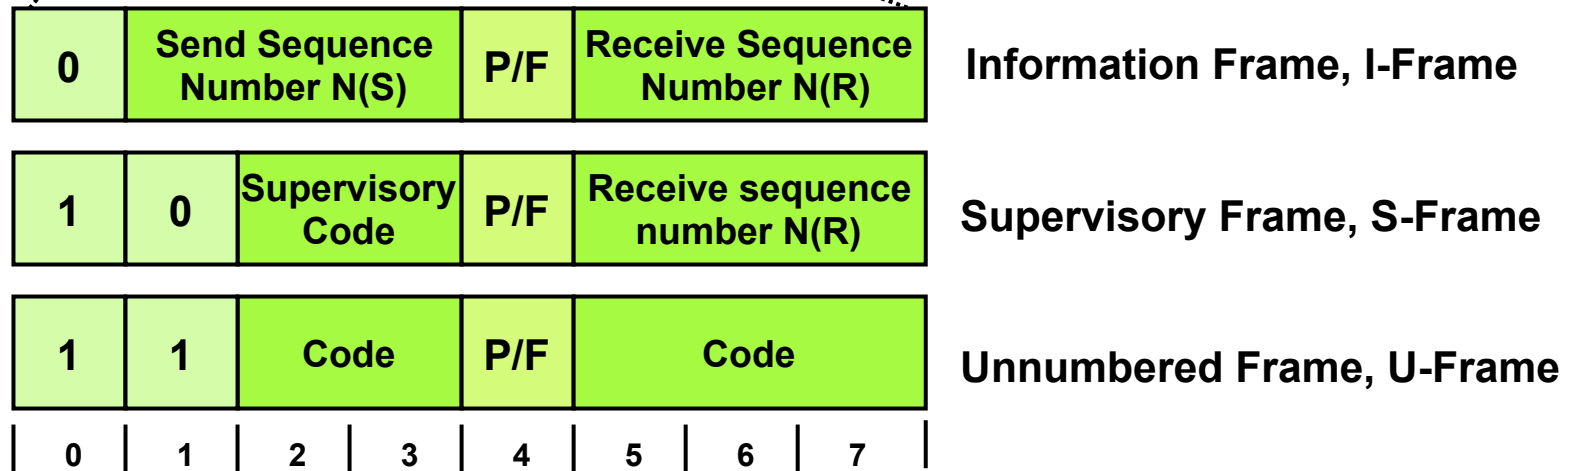 0
Send Sequence
Number N(S)
P/F
Receive Sequence
Number N(R)
Information Frame, I-Frame
1
0
Supervisory
Code
P/F
Receive sequence
number N(R)
Supervisory Frame, S-Frame
1
1
Code
P/F
Code
Unnumbered Frame, U-Frame
0 1 2 3 4 5 6 7